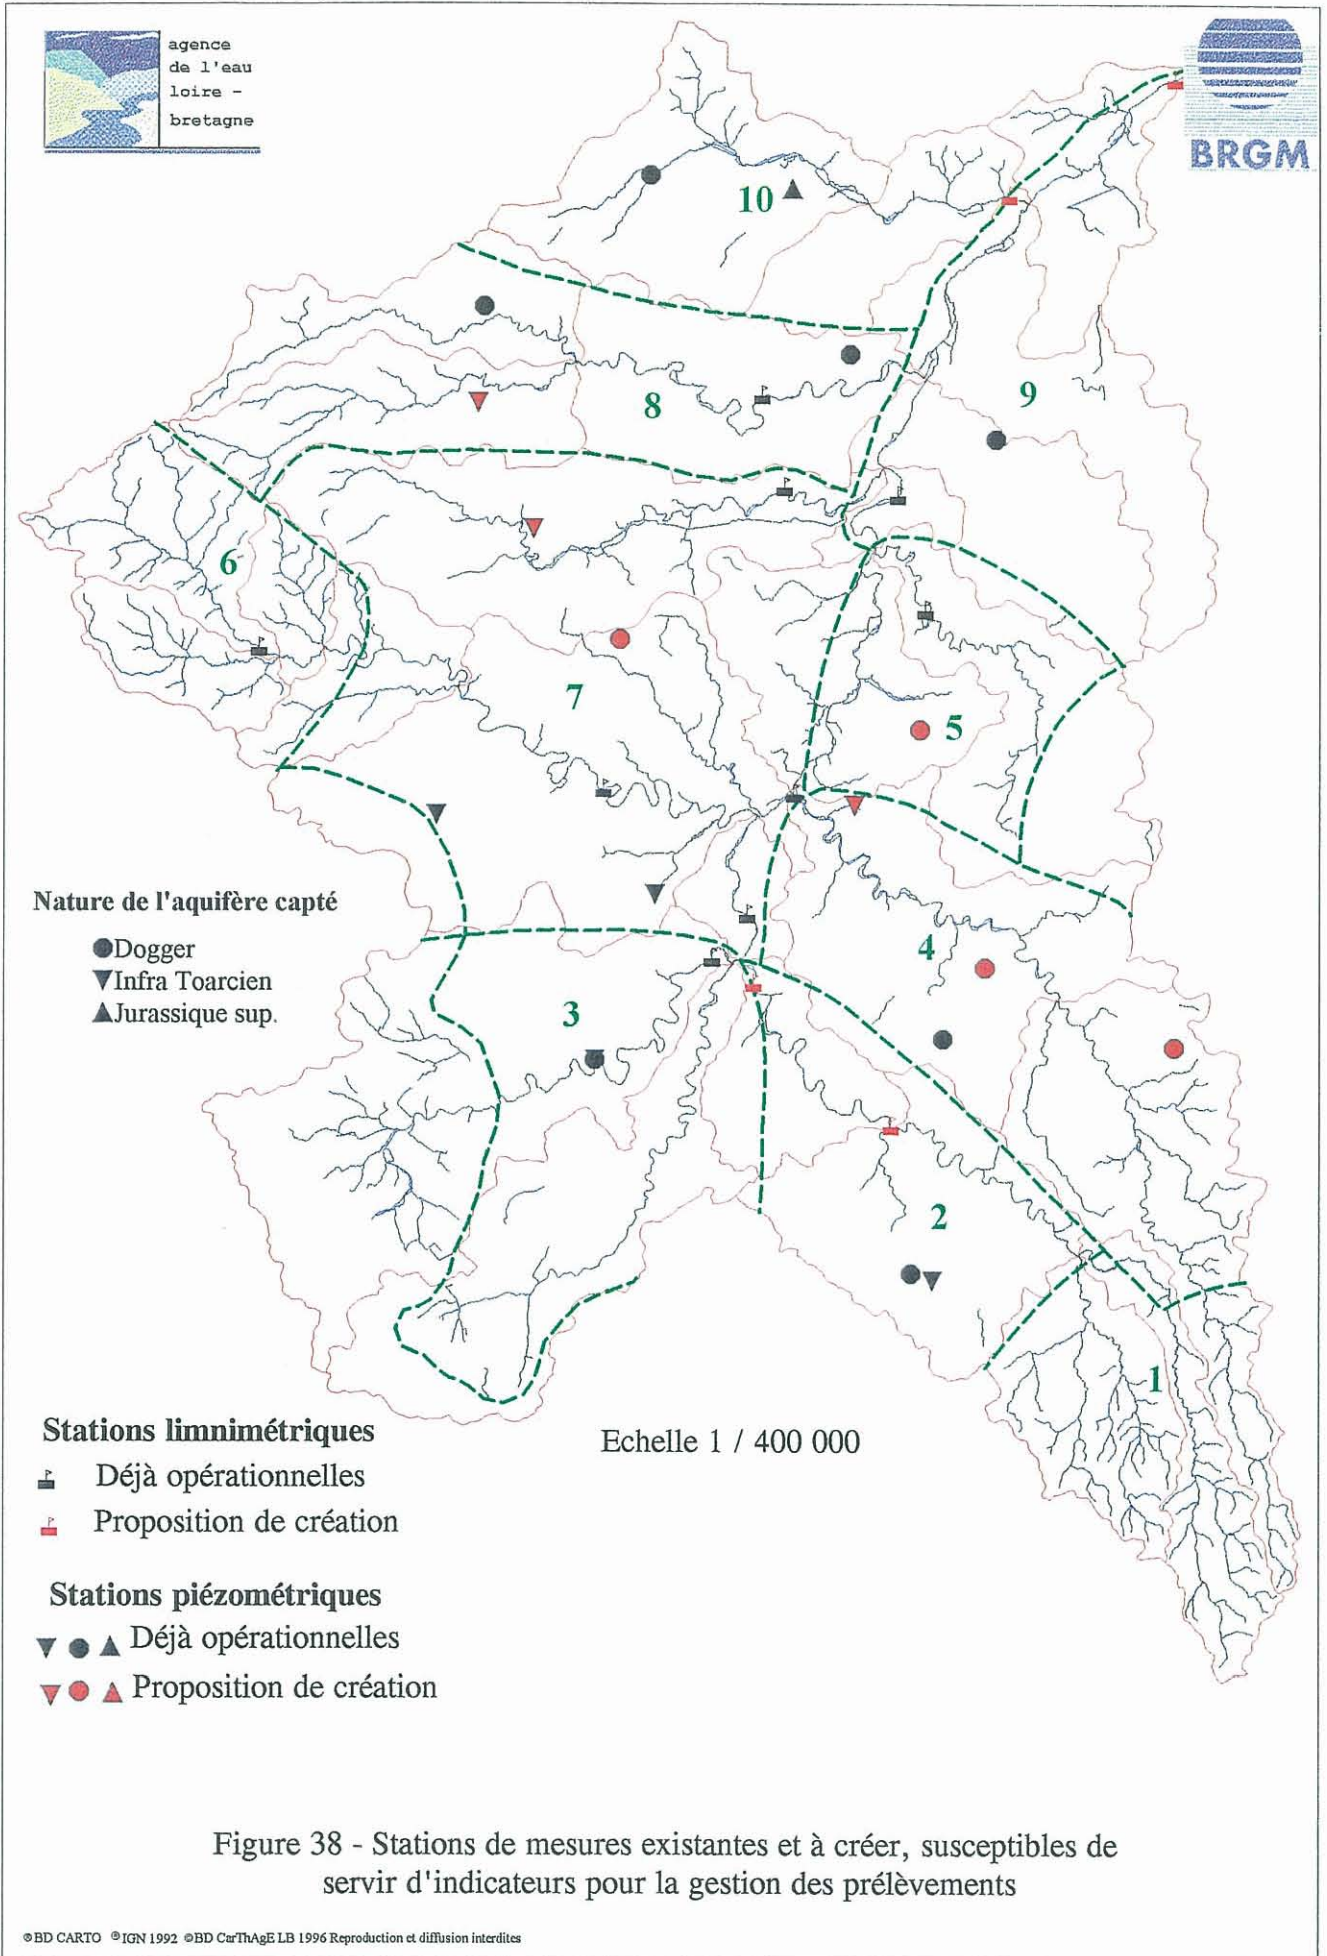 agence
de l'eau
loire -
bretagne
BRGM
10
8
9
6
7
5
4
3
2
1
Nature de l'aquifère capté
Dogger
Infra Toarcien
Jurassique sup.
Stations limnimétriques
Déjà opérationnelles
Proposition de création
Echelle 1 / 400 000
Stations piézométriques
Déjà opérationnelles
Proposition de création
Figure 38 - Stations de mesures existantes et à créer, susceptibles de
servir d'indicateurs pour la gestion des prélèvements
©BD CARTO ©IGN 1992 ©BD CarThAgE LB 1996 Reproduction et diffusion interdites